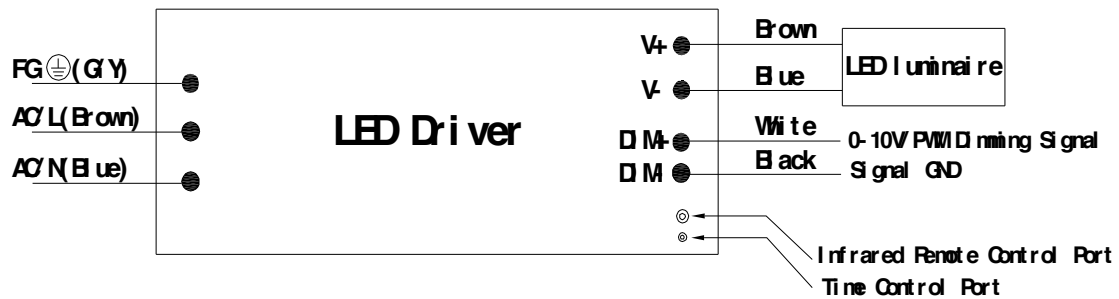 FG ⏚ (G/Y)
AC/L(Brown)
AC/N(Blue)
LED Driver
V+
V-
DIM+
DIM-
Brown
Blue
White
Black
LED luminaire
0-10V/PWM Dimming Signal
Signal GND
Infrared Remote Control Port
Time Control Port